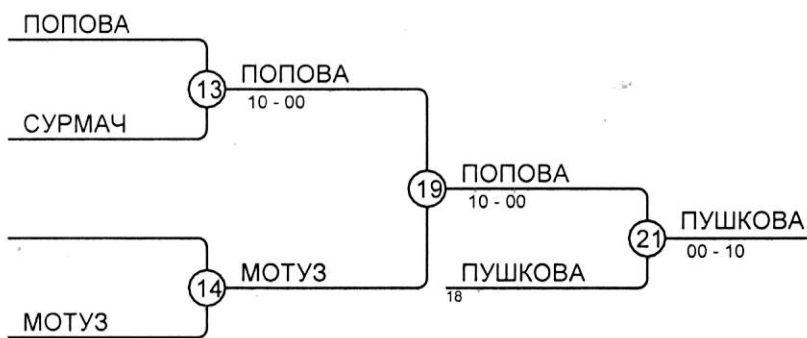 ПОПОВА
13
ПОПОВА
10 - 00
СУРМАЧ
19
ПОПОВА
10 - 00
21
ПУШКОВА
00 - 10
14
МОТУЗ
ПУШКОВА
18
МОТУЗ